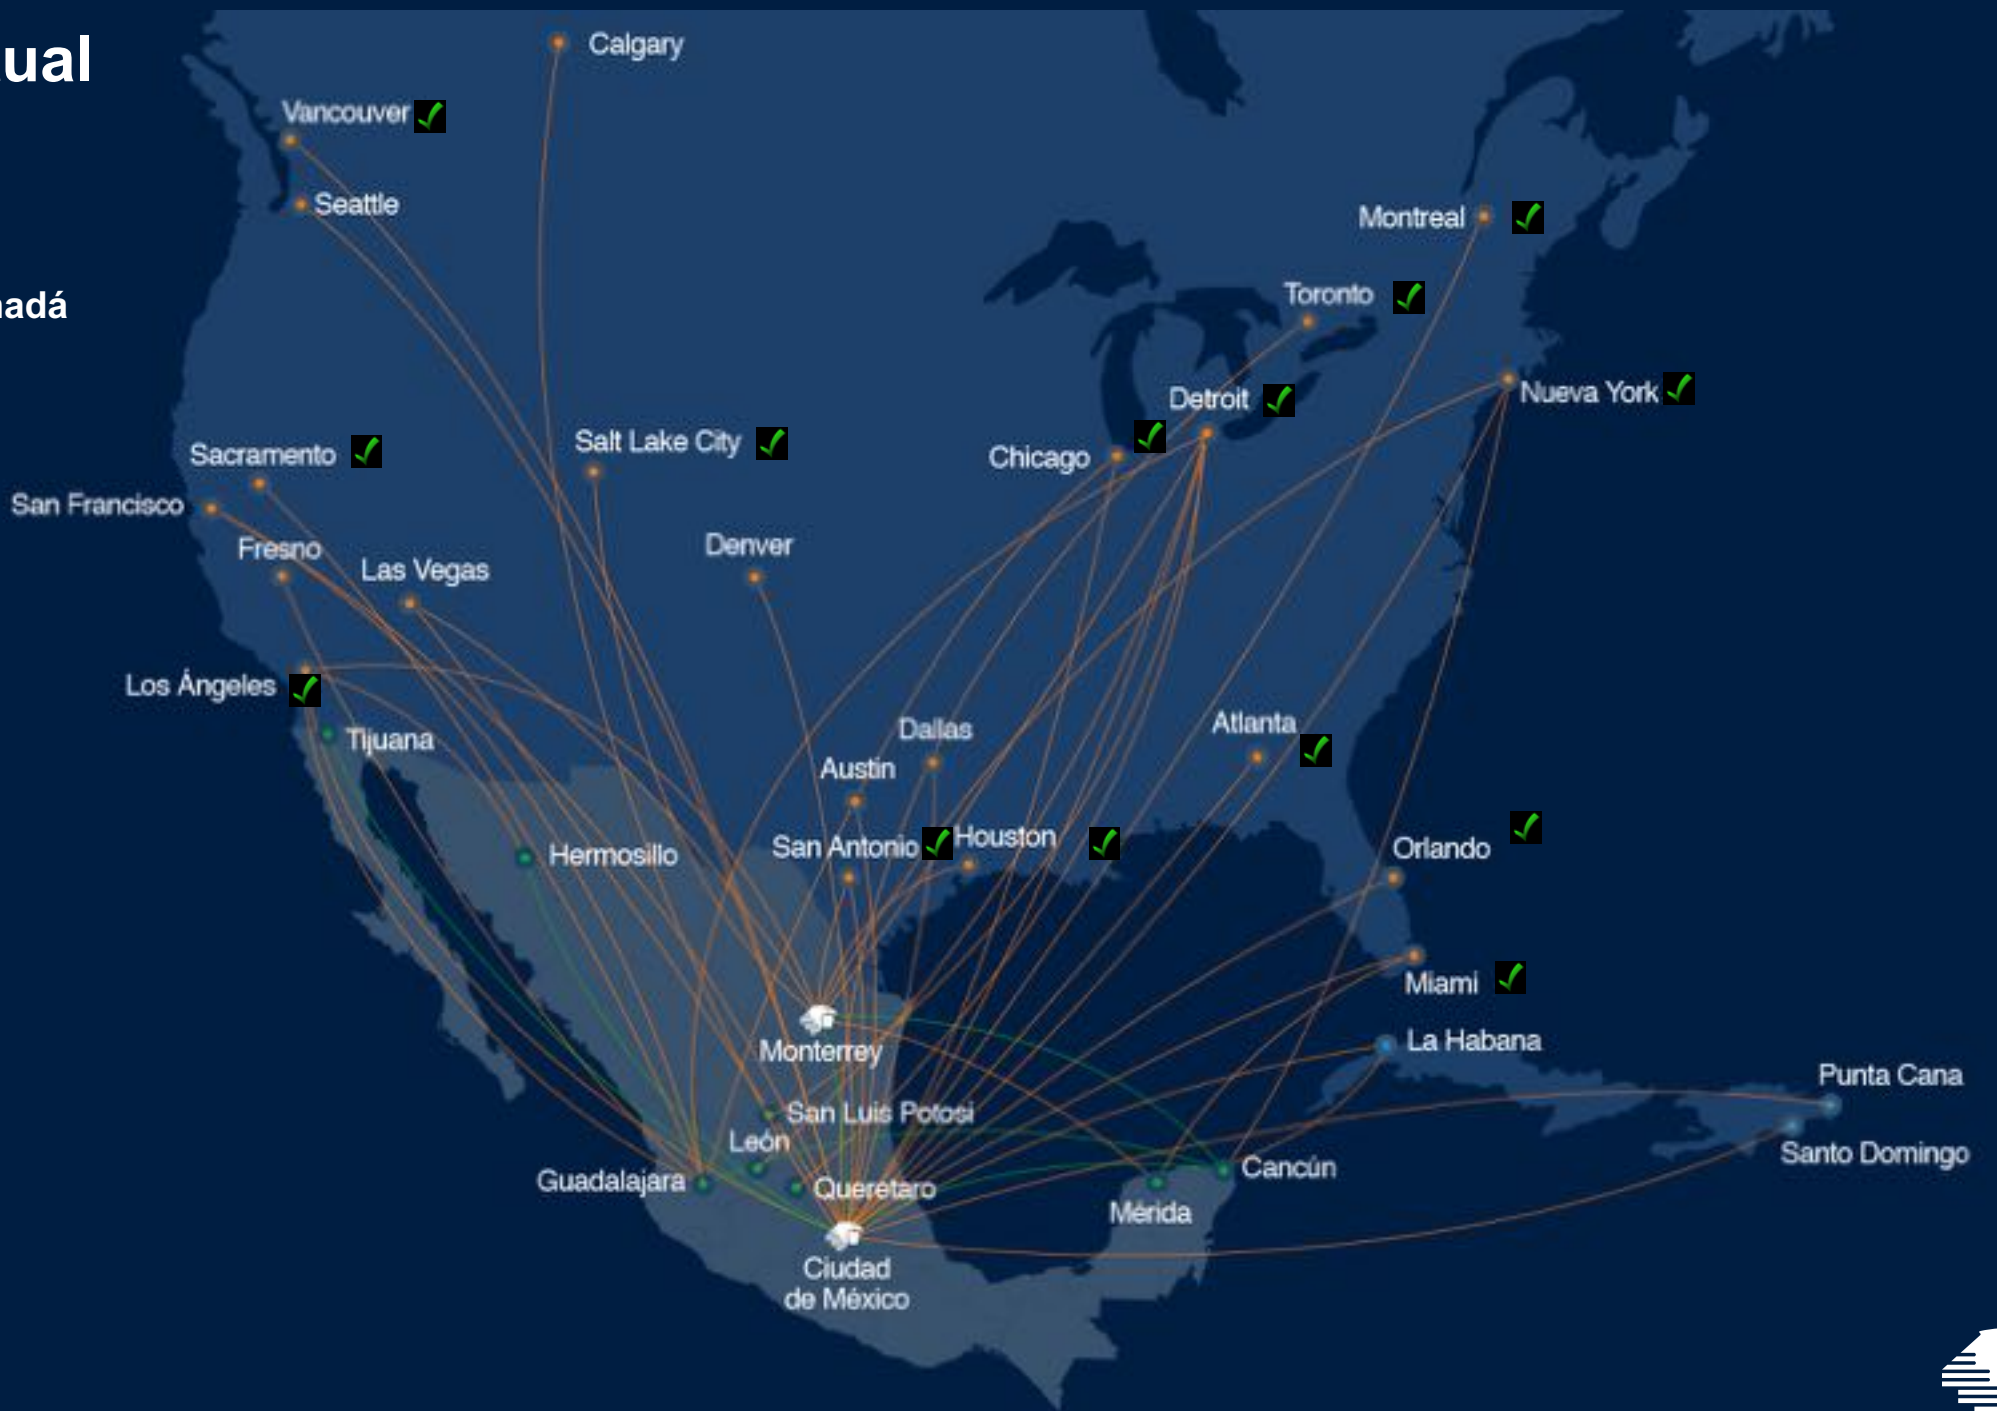 ual
nadá
Calgary
Vancouver
Seattle
Montreal
Toronto
Nueva York
Detroit
Chicago
Salt Lake City
Sacramento
San Francisco
Fresno
Las Vegas
Denver
Los Ángeles
Tijuana
Dallas
Austin
Atlanta
San Antonio
Houston
Hermosillo
Orlando
Miami
La Habana
Monterrey
Punta Cana
San Luis Potosi
León
Santo Domingo
Guadalajara
Querétaro
Cancún
Mérida
Ciudad
de México